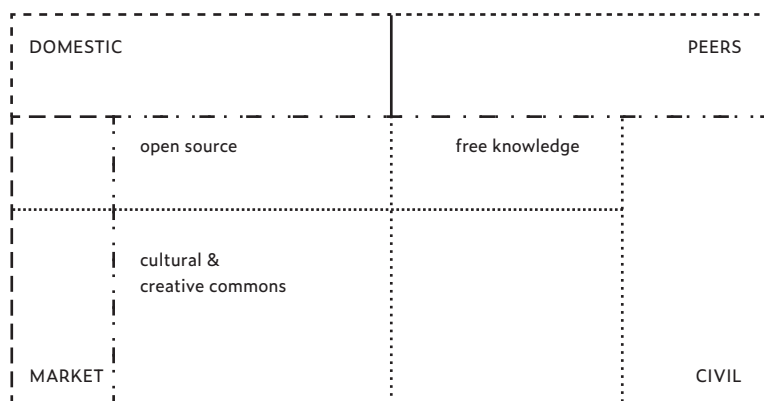 DOMESTIC
PEERS
open source
free knowledge
cultural &
creative commons
MARKET
CIVIL